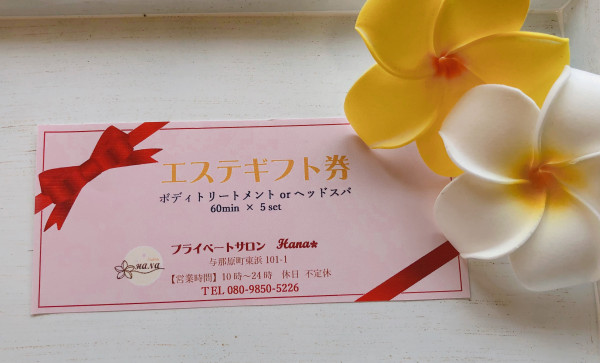 エステギフト券
ボディトリートメント or ヘッドスパ
60min × 5 set
プライベートサロン Hana*
HANA
与那原町東浜 101-1
【営業時間】10時～24時 休日 不定休
TEL 080-9850-5226